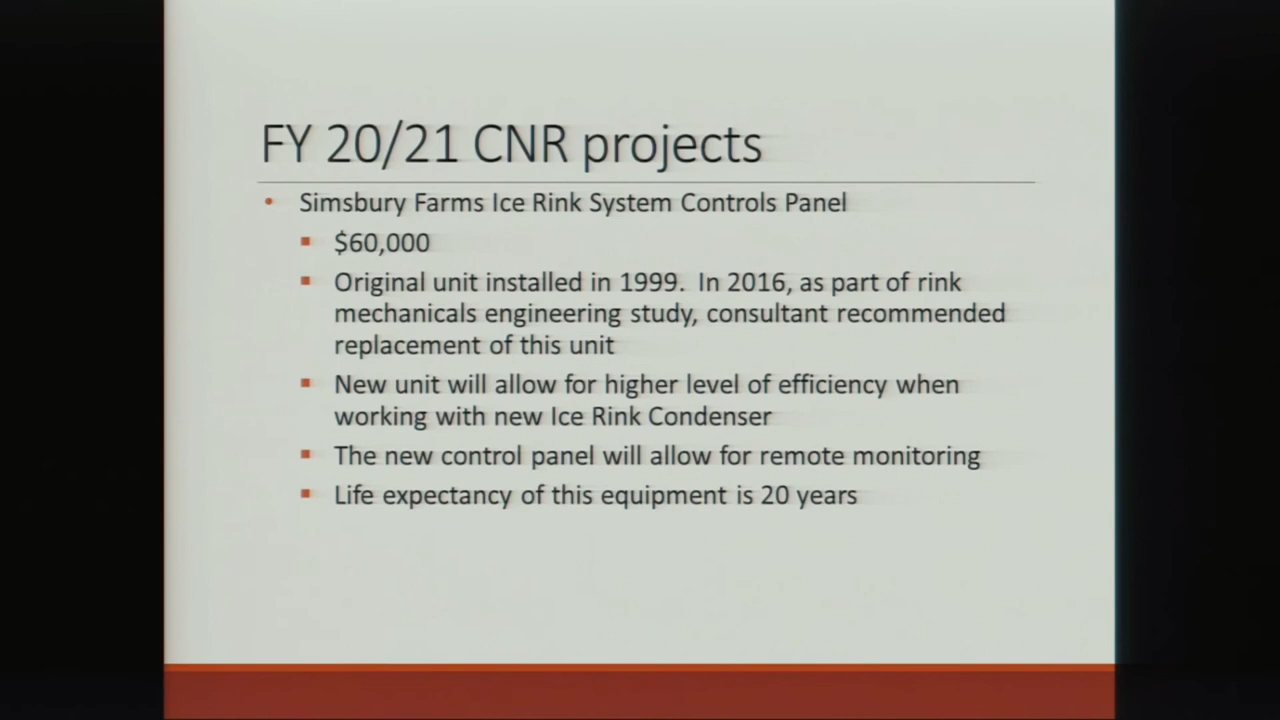 FY 20/21 CNR projects
• Simsbury Farms Ice Rink System Controls Panel
▪ $60,000
▪ Original unit installed in 1999.  In 2016, as part of rink
mechanicals engineering study, consultant recommended
replacement of this unit
▪ New unit will allow for higher level of efficiency when
working with new Ice Rink Condenser
▪ The new control panel will allow for remote monitoring
▪ Life expectancy of this equipment is 20 years